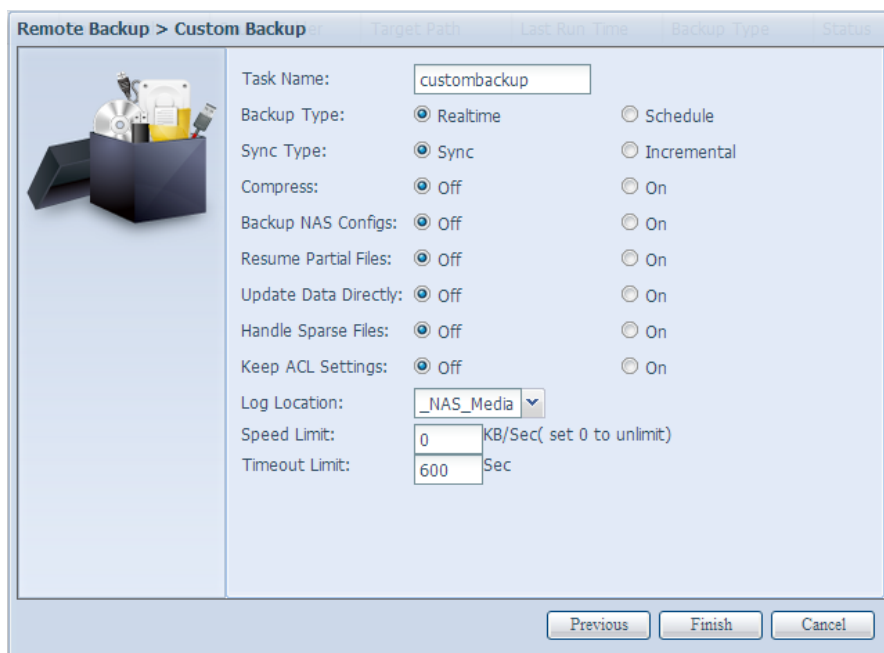 Remote Backup > Custom Backup er Target Path Last Run Time Backup Type Status
Task Name: custombackup
Backup Type: Realtime Schedule
Sync Type: Sync Incremental
Compress: Off On
Backup NAS Configs: Off On
Resume Partial Files: Off On
Update Data Directly: Off On
Handle Sparse Files: Off On
Keep ACL Settings: Off On
Log Location: _NAS_Media
Speed Limit: 0 KB/Sec( set 0 to unlimit)
Timeout Limit: 600 Sec
Previous Finish Cancel